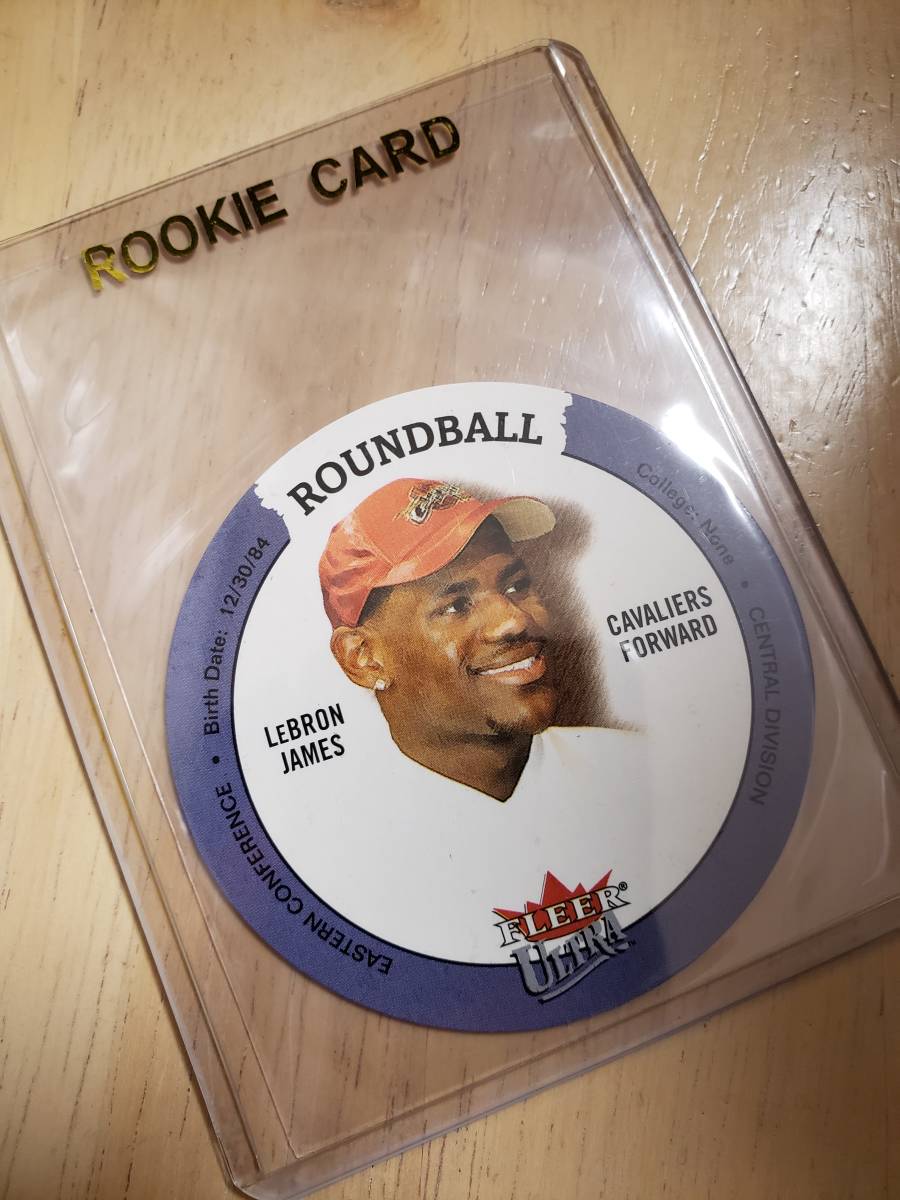 ROOKIE CARD
ROUNDBALL
Birth Date: 12/30/84
College: None
CAVALIERS
FORWARD
LEBRON
JAMES
EASTERN CONFERENCE
CENTRAL DIVISION
FLEER®
ULTRA™